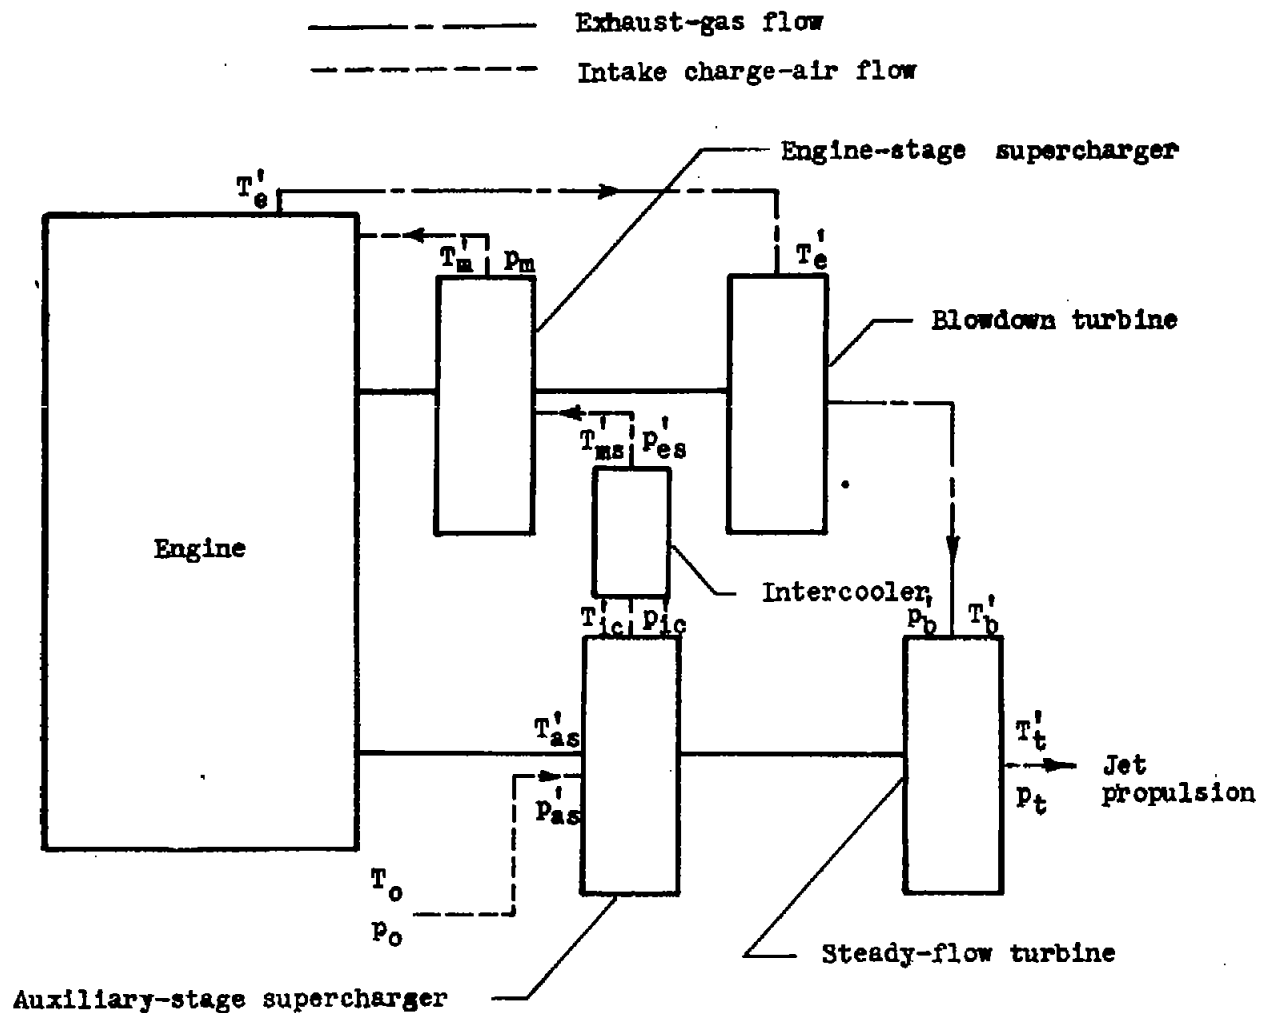 Exhaust-gas flow
Intake charge-air flow
Engine-stage supercharger
T'e
T'm pm
T'e
Blowdown turbine
T'ms p'es
Engine
Intercooler
T'ic p'ic
p'b T'b
T'as
T't
Jet
propulsion
p'as
pt
To
po
Steady-flow turbine
Auxiliary-stage supercharger